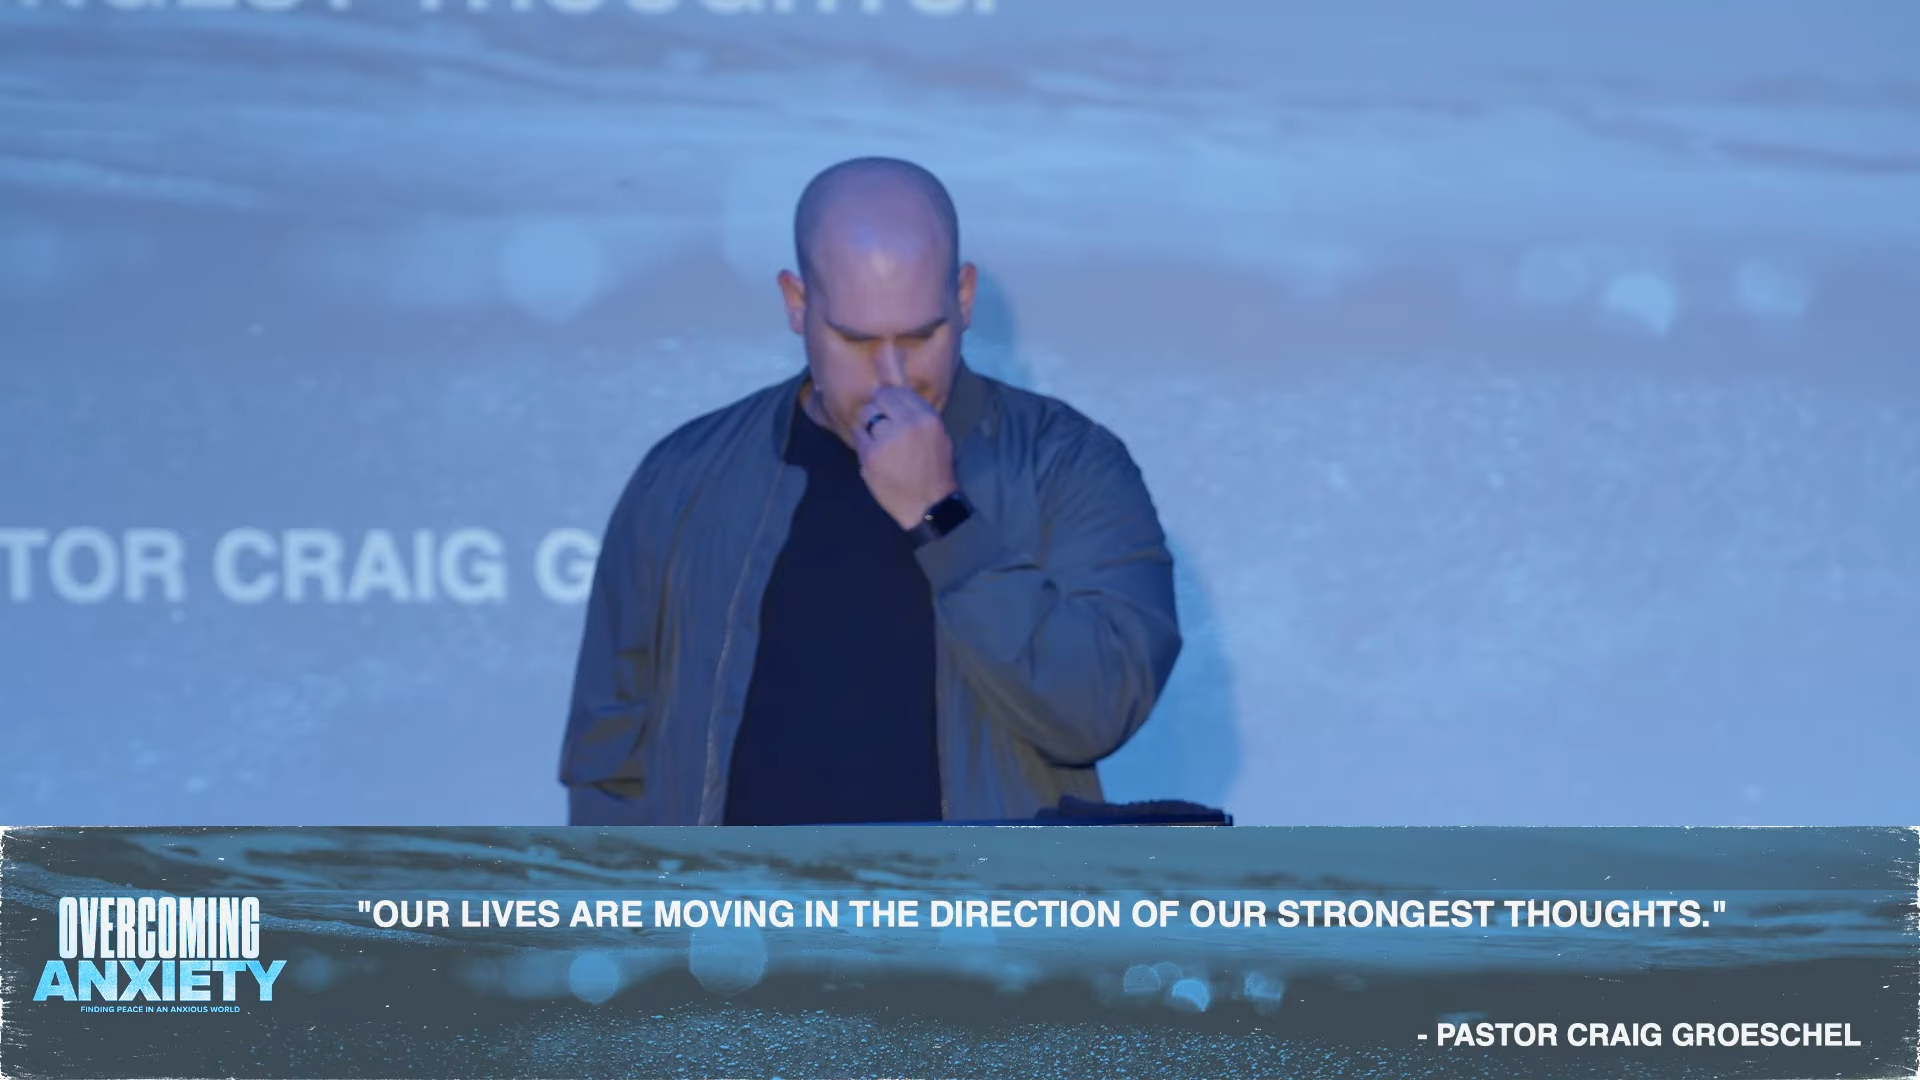 TOR CRAIG G
OVERCOMING
ANXIETY
FINDING PEACE IN AN ANXIOUS WORLD
"OUR LIVES ARE MOVING IN THE DIRECTION OF OUR STRONGEST THOUGHTS."
- PASTOR CRAIG GROESCHEL